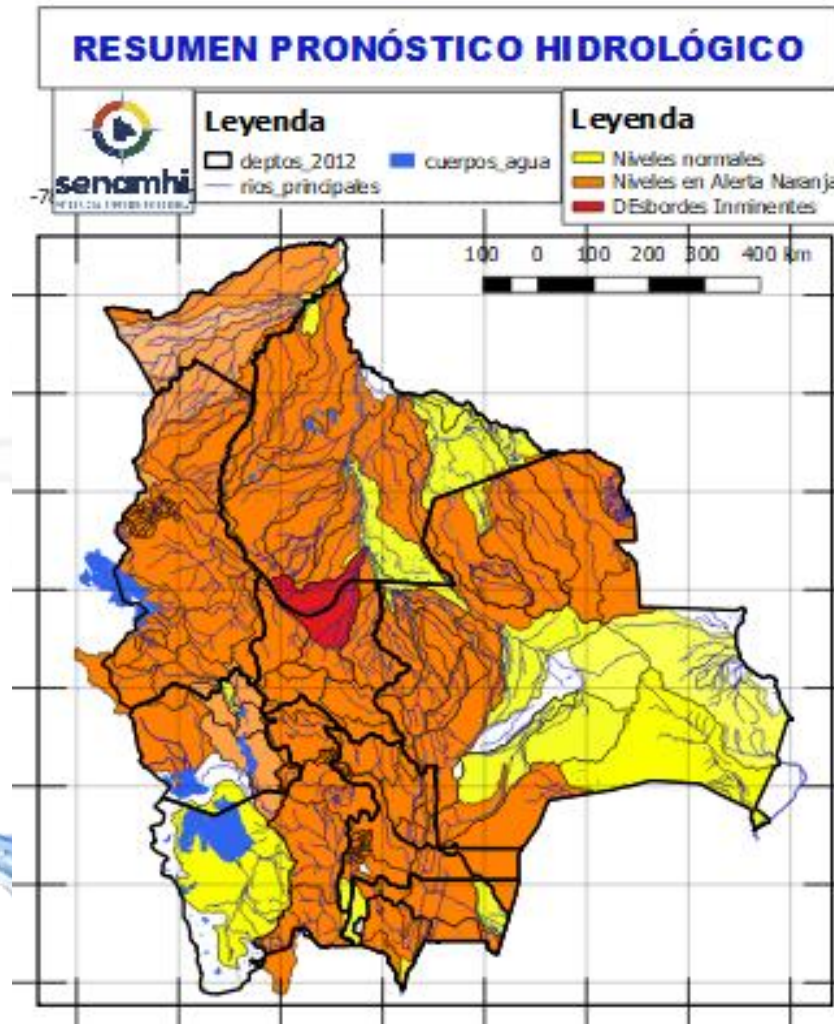 RESUMEN PRONÓSTICO HIDROLÓGICO
senamhi
Leyenda
deptos_2012
cuerpos_agua
rios_principales
Leyenda
Niveles normales
Niveles en Alerta Naranja
DEsbordes Inminentes
100 0 100 200 300 400 km